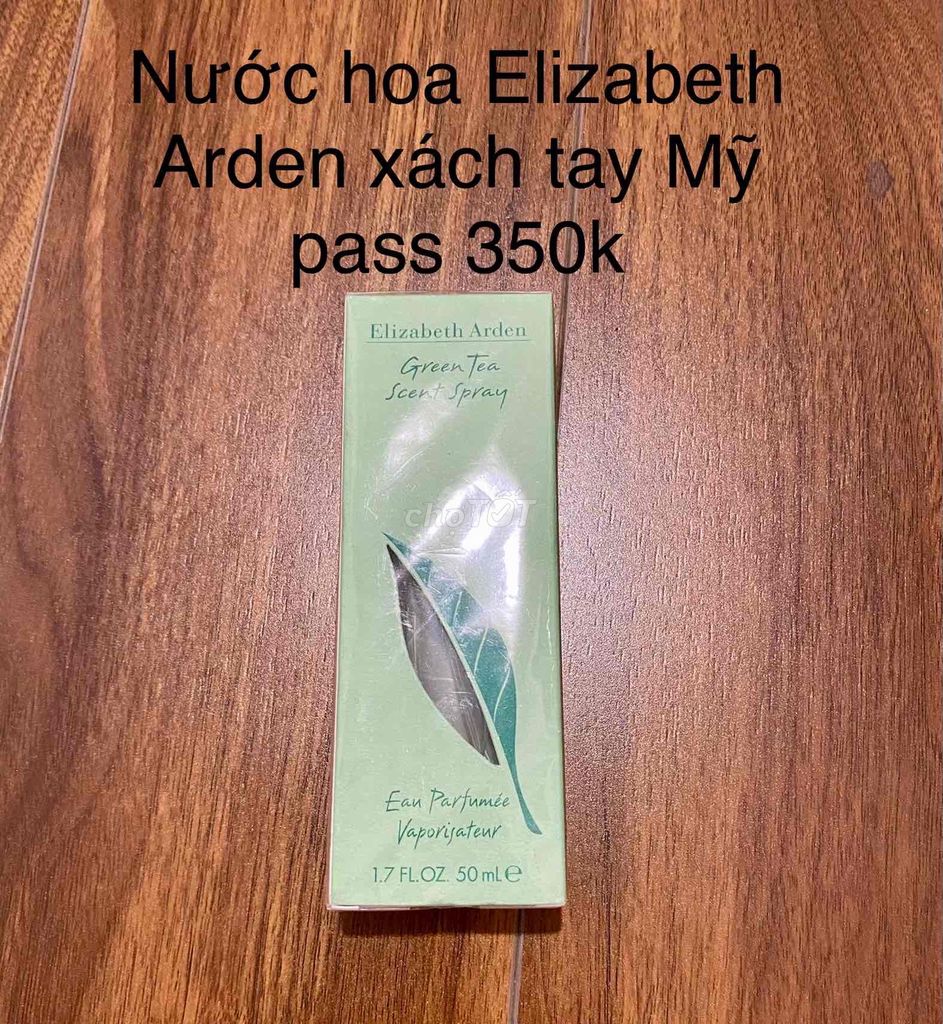 Nước hoa Elizabeth
Arden xách tay Mỹ
pass 350k
Elizabeth Arden
Green Tea
Scent Spray
choTỐT
Eau Parfumée
Vaporisateur
1.7 FL.OZ. 50 mL e